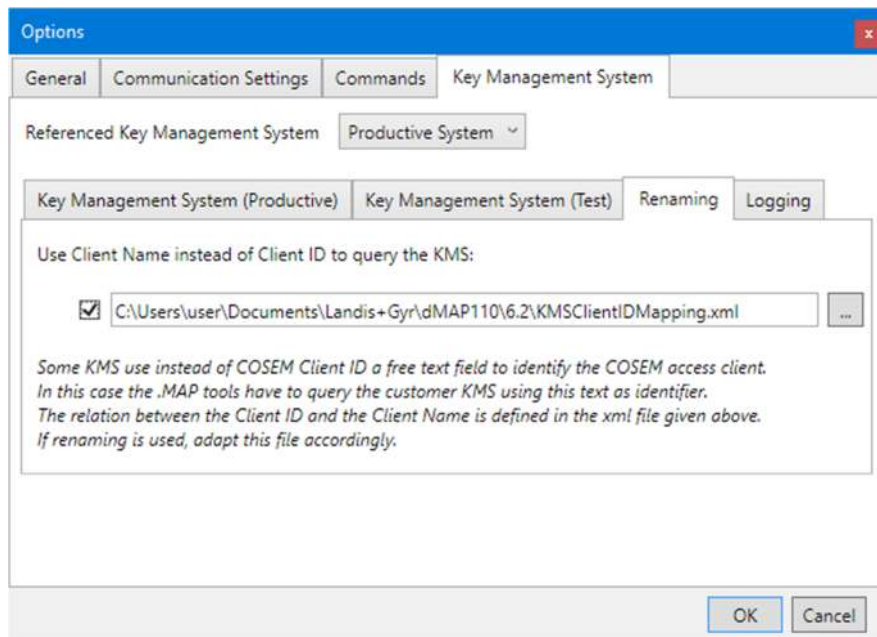 Options
x
General Communication Settings Commands Key Management System
Referenced Key Management System Productive System
Key Management System (Productive) Key Management System (Test) Renaming Logging
Use Client Name instead of Client ID to query the KMS:
C:\Users\user\Documents\Landis+Gyr\dMAP110\6.2\KMSClientIDMapping.xml ...
Some KMS use instead of COSEM Client ID a free text field to identify the COSEM access client.
In this case the .MAP tools have to query the customer KMS using this text as identifier.
The relation between the Client ID and the Client Name is defined in the xml file given above.
If renaming is used, adapt this file accordingly.
OK Cancel